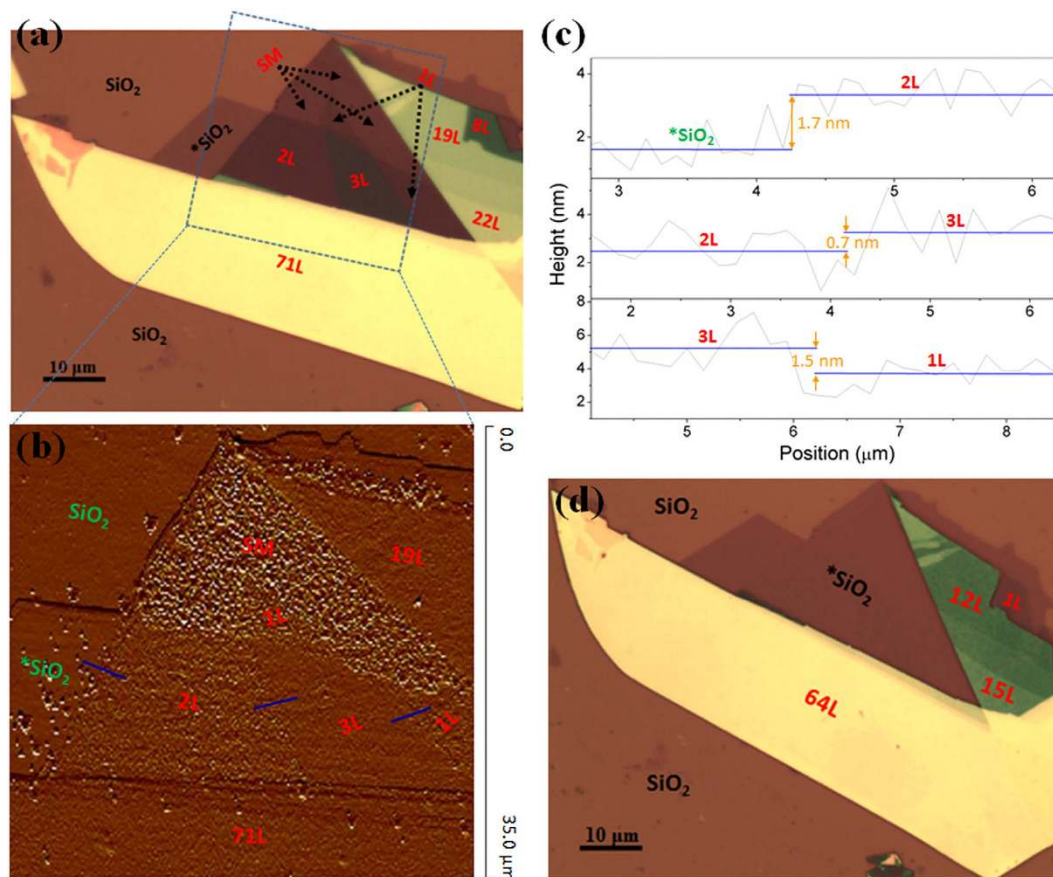 (a)
SiO2
SM
1L
*SiO2
19L
8L
2L
3L
22L
71L
SiO2
10 μm
(b)
SiO2
SM
19L
1L
*SiO2
2L
3L
1L
71L
0.0
35.0 μm
(c)
4
2L
*SiO2
1.7 nm
2
3 4 5 6
Height (nm)
4
3L
2L
0.7 nm
2
2 3 4 5 6
8
6
3L
1.5 nm
1L
4
2
5 6 7 8
Position (μm)
(d)
SiO2
*SiO2
12L
1L
15L
64L
SiO2
10 μm